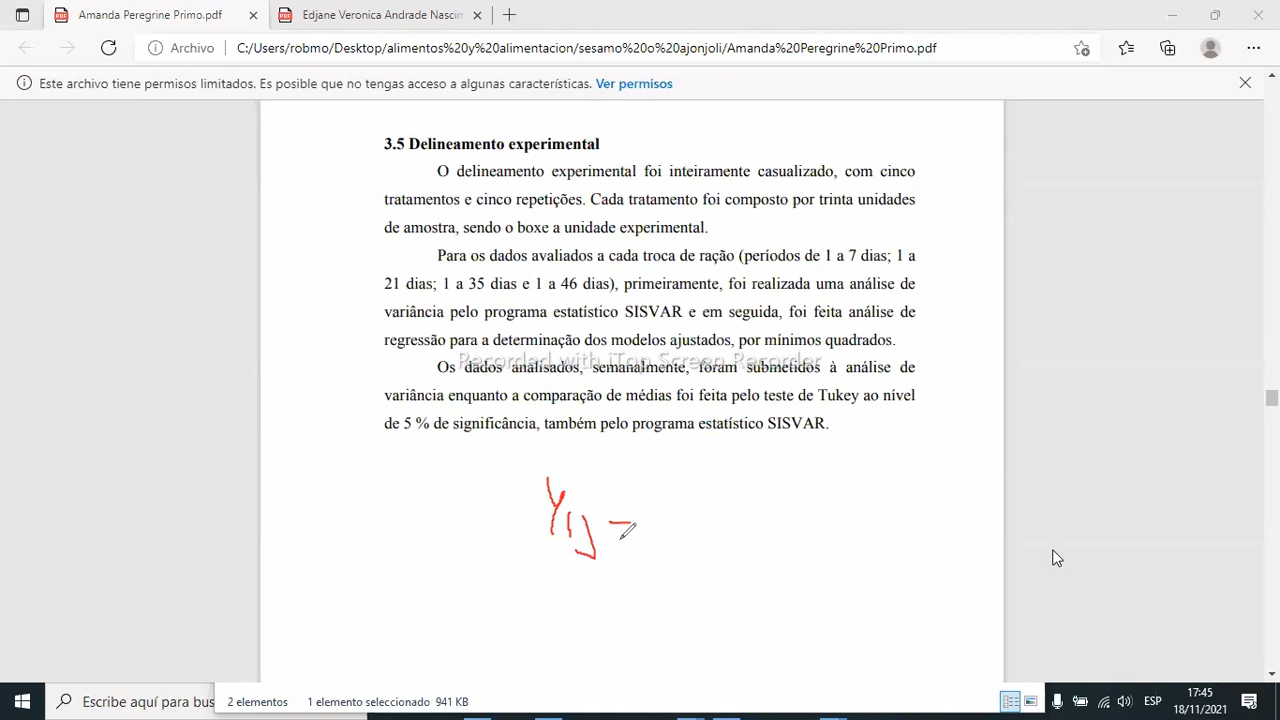 Amanda Peregrine Primo.pdf
Edjane Veronica Andrade Nascim
Archivo
C:/Users/robmo/Desktop/alimentos%20y%20alimentacion/sesamo%20o%20ajonjoli/Amanda%20Peregrine%20Primo.pdf
Este archivo tiene permisos limitados. Es posible que no tengas acceso a algunas características. Ver permisos
3.5 Delineamento experimental
O delineamento experimental foi inteiramente casualizado, com cinco
tratamentos e cinco repetições. Cada tratamento foi composto por trinta unidades
de amostra, sendo o boxe a unidade experimental.
Para os dados avaliados a cada troca de ração (períodos de 1 a 7 dias; 1 a
21 dias; 1 a 35 dias e 1 a 46 dias), primeiramente, foi realizada uma análise de
variância pelo programa estatístico SISVAR e em seguida, foi feita análise de
regressão para a determinação dos modelos ajustados, por mínimos quadrados.
Recorded with iTop Screen Recorder
Os dados analisados, semanalmente, foram submetidos à análise de
variância enquanto a comparação de médias foi feita pelo teste de Tukey ao nível
de 5 % de significância, também pelo programa estatístico SISVAR.
Yij
Escribe aquí para bus
2 elementos
1 elemento seleccionado 941 KB
ESP
17:45
18/11/2021